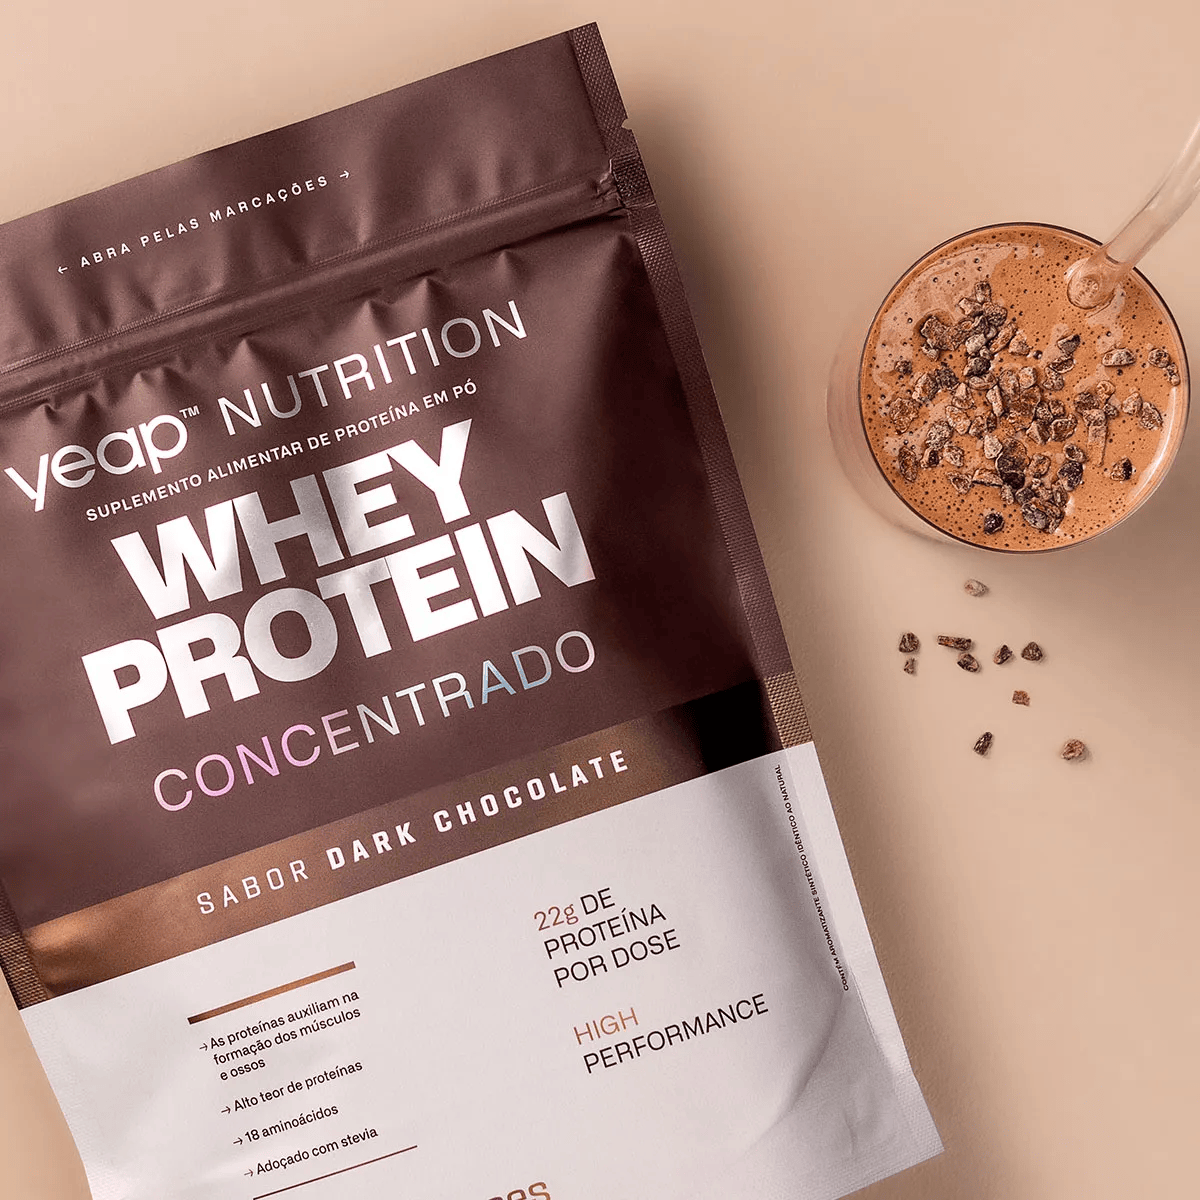 ← ABRA PELAS MARCAÇÕES →
yeap™ NUTRITION
SUPLEMENTO ALIMENTAR DE PROTEÍNA EM PÓ
WHEY
PROTEIN
CONCENTRADO
SABOR DARK CHOCOLATE
22g DE
PROTEÍNA
POR DOSE
HIGH
PERFORMANCE
→ As proteínas auxiliam na
formação dos músculos
e ossos
→ Alto teor de proteínas
→ 18 aminoácidos
→ Adoçado com stevia
CONTÉM AROMATIZANTE SINTÉTICO IDÊNTICO AO NATURAL